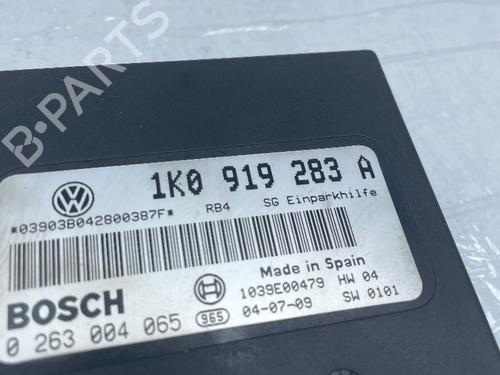 B-PARTS
1K0 919 283 A
*03903B042800387F* RB4 SG Einparkhilfe
Made in Spain
BOSCH 1039E00479 HW 04
0 263 004 065 965 04-07-09 SW 0101